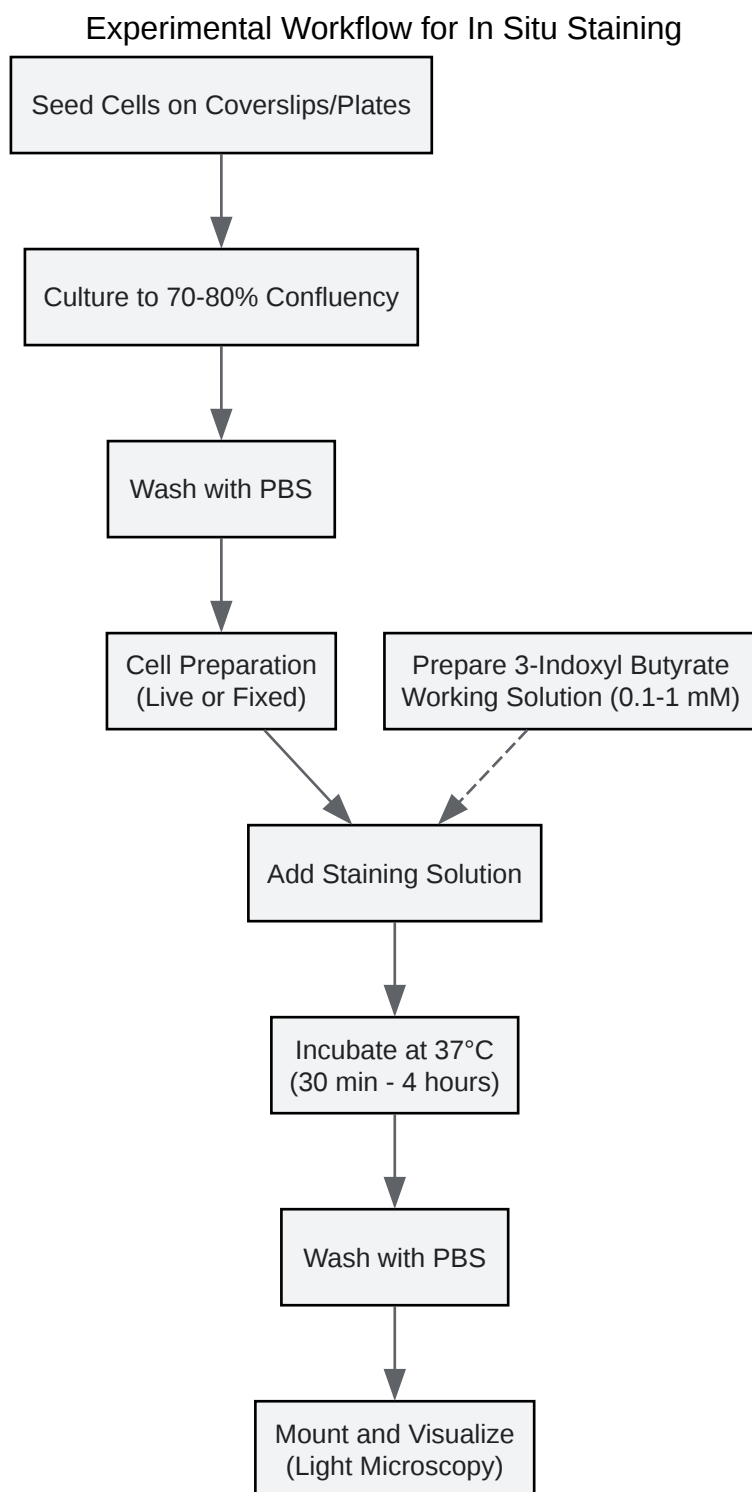 Experimental Workflow for In Situ Staining
Seed Cells on Coverslips/Plates
Culture to 70-80% Confluency
Wash with PBS
Cell Preparation
(Live or Fixed)
Prepare 3-Indoxyl Butyrate
Working Solution (0.1-1 mM)
Add Staining Solution
Incubate at 37°C
(30 min - 4 hours)
Wash with PBS
Mount and Visualize
(Light Microscopy)